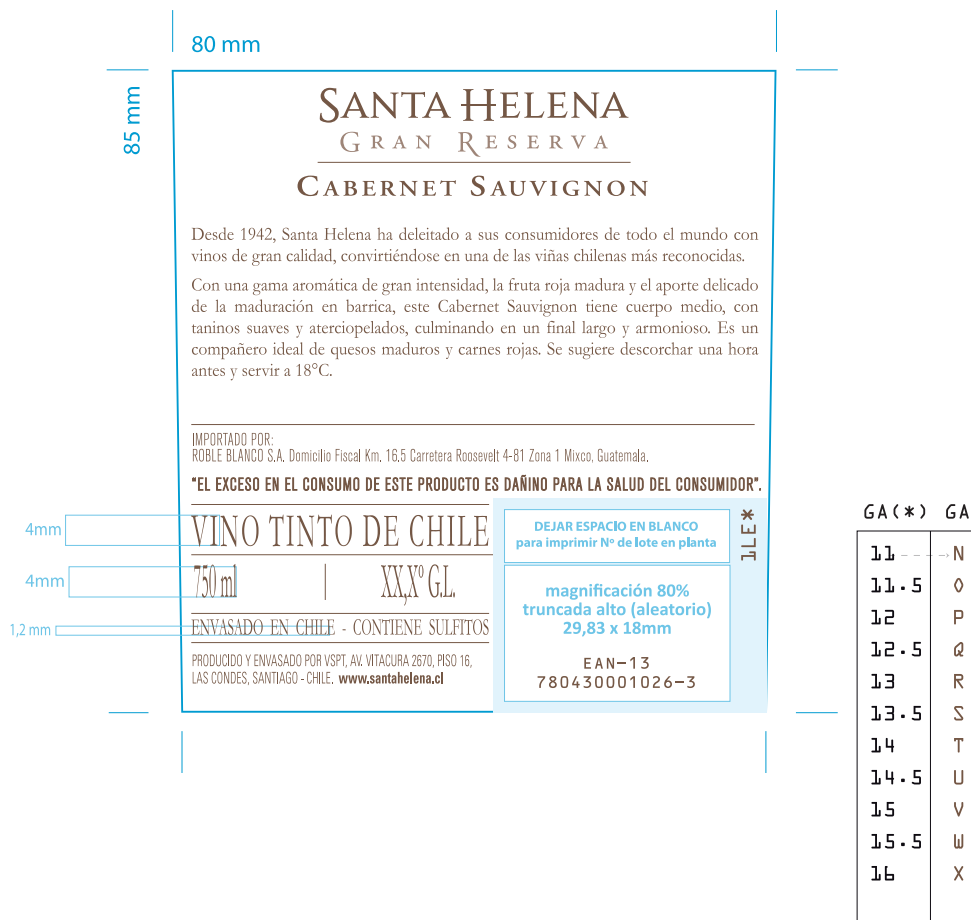 80 mm
85 mm
SANTA HELENA
GRAN RESERVA
CABERNET SAUVIGNON
Desde 1942, Santa Helena ha deleitado a sus consumidores de todo el mundo con
vinos de gran calidad, convirtiéndose en una de las viñas chilenas más reconocidas.
Con una gama aromática de gran intensidad, la fruta roja madura y el aporte delicado
de la maduración en barrica, este Cabernet Sauvignon tiene cuerpo medio, con
taninos suaves y aterciopelados, culminando en un final largo y armonioso. Es un
compañero ideal de quesos maduros y carnes rojas. Se sugiere descorchar una hora
antes y servir a 18°C.
IMPORTADO POR:
ROBLE BLANCO S.A. Domicilio Fiscal Km. 16.5 Carretera Roosevelt 4-81 Zona 1 Mixco, Guatemala.
"EL EXCESO EN EL CONSUMO DE ESTE PRODUCTO ES DAÑINO PARA LA SALUD DEL CONSUMIDOR".
4mm
VINO TINTO DE CHILE
4mm
750 ml | XX,Xº G.L.
1,2 mm
ENVASADO EN CHILE - CONTIENE SULFITOS
PRODUCIDO Y ENVASADO POR VSPT, AV. VITACURA 2670, PISO 16,
LAS CONDES, SANTIAGO - CHILE. www.santahelena.cl
DEJAR ESPACIO EN BLANCO
para imprimir Nº de lote en planta
1LE*
magnificación 80%
truncada alto (aleatorio)
29,83 x 18mm
EAN-13
780430001026-3
GA(*) GA
11 N
11.5 O
12 P
12.5 Q
13 R
13.5 S
14 T
14.5 U
15 V
15.5 W
16 X